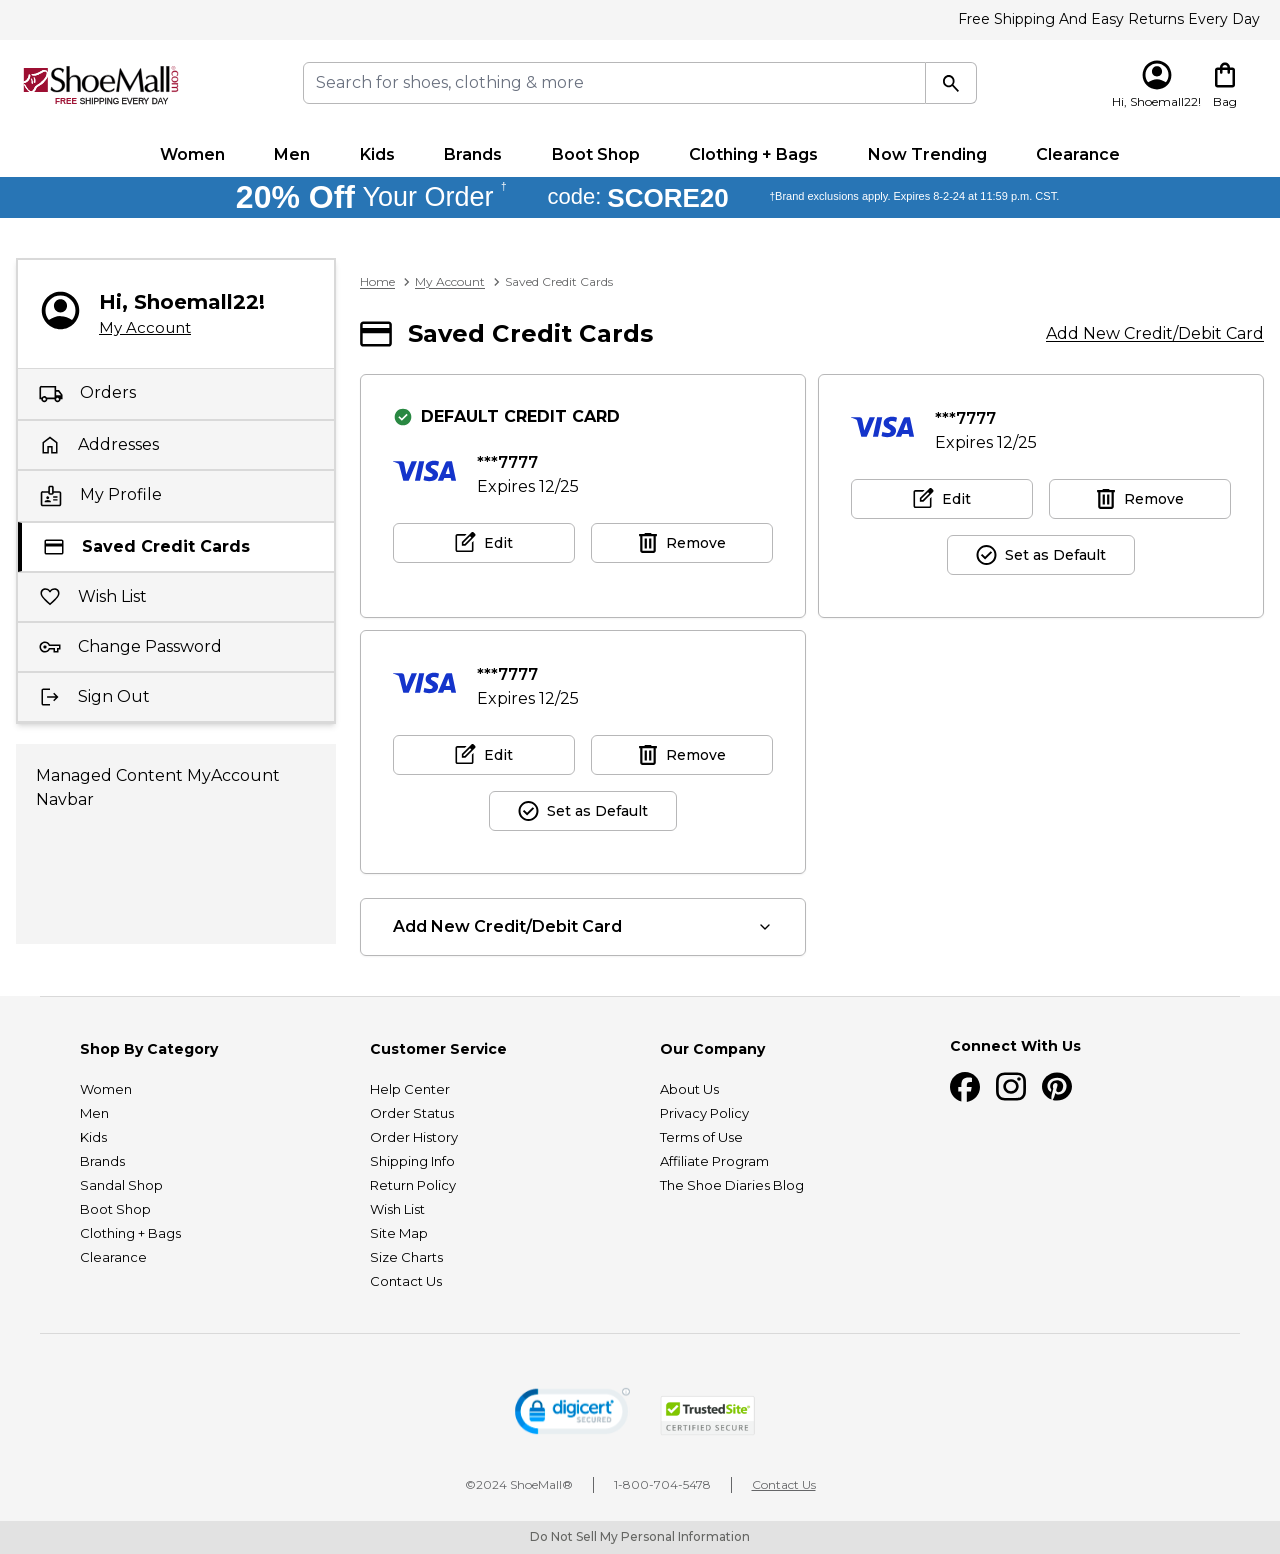 Free Shipping And Easy Returns Every Day
ShoeMall.com
FREE SHIPPING EVERY DAY
Search for shoes, clothing & more
Hi, Shoemall22! Bag
Women Men Kids Brands Boot Shop Clothing + Bags Now Trending Clearance
20% Off Your Order † code: SCORE20 †Brand exclusions apply. Expires 8-2-24 at 11:59 p.m. CST.
Hi, Shoemall22!
My Account
Orders
Addresses
My Profile
Saved Credit Cards
Wish List
Change Password
Sign Out
Managed Content MyAccount
Navbar
Home > My Account > Saved Credit Cards
Saved Credit Cards
Add New Credit/Debit Card
DEFAULT CREDIT CARD
VISA ***7777
Expires 12/25
Edit Remove
VISA ***7777
Expires 12/25
Edit Remove
Set as Default
VISA ***7777
Expires 12/25
Edit Remove
Set as Default
Add New Credit/Debit Card
Shop By Category
Women
Men
Kids
Brands
Sandal Shop
Boot Shop
Clothing + Bags
Clearance
Customer Service
Help Center
Order Status
Order History
Shipping Info
Return Policy
Wish List
Site Map
Size Charts
Contact Us
Our Company
About Us
Privacy Policy
Terms of Use
Affiliate Program
The Shoe Diaries Blog
Connect With Us
digicert
SECURED
TrustedSite
CERTIFIED SECURE
©2024 ShoeMall® | 1-800-704-5478 | Contact Us
Do Not Sell My Personal Information